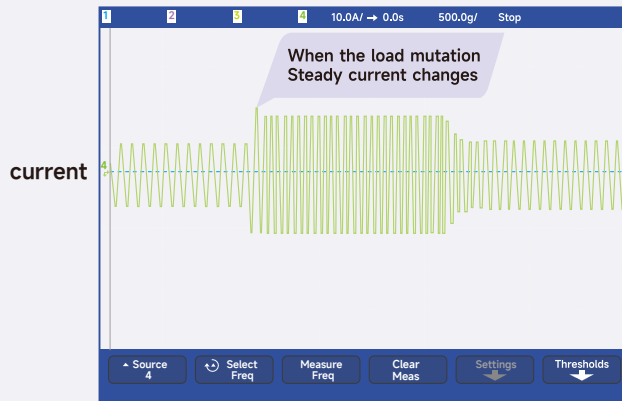 1 2 3 4 10.0A/ → 0.0s 500.0g/ Stop
When the load mutation
Steady current changes
4
current
Source
4
Select
Freq
Measure
Freq
Clear
Meas
Settings
Thresholds